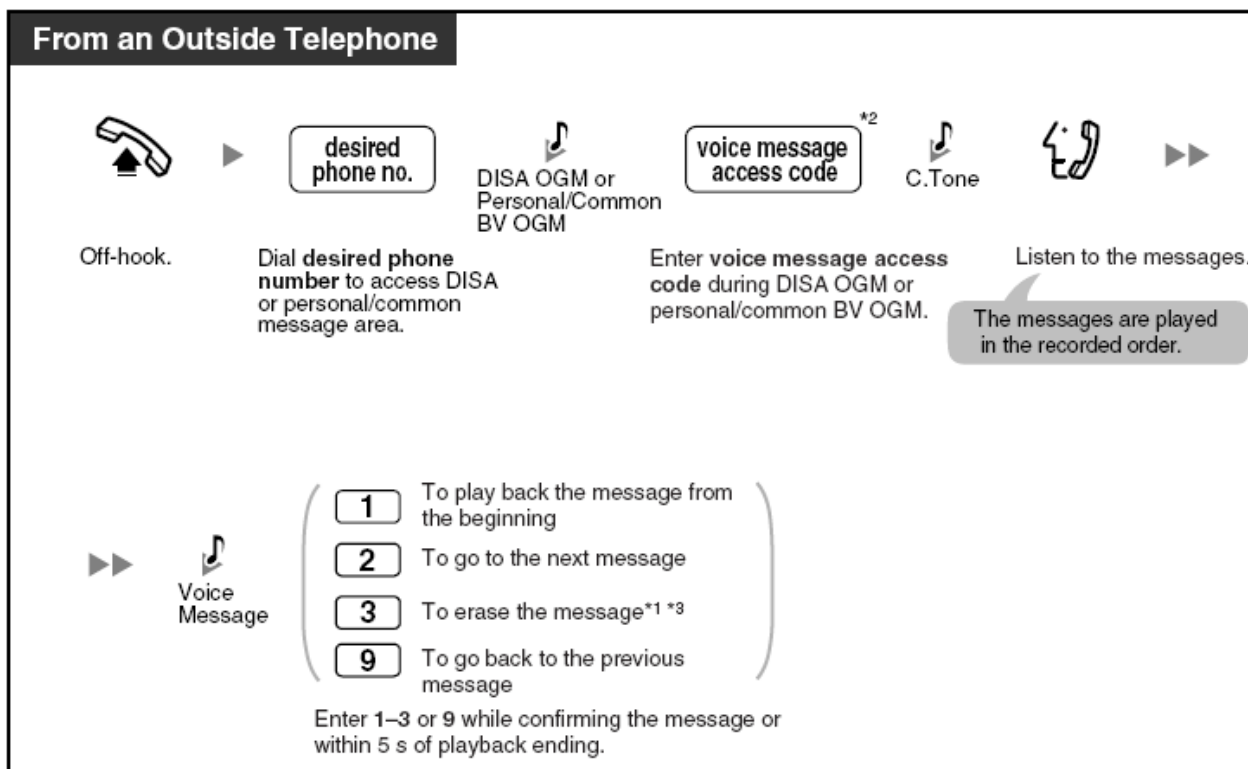 From an Outside Telephone
desired
phone no.
DISA OGM or
Personal/Common
BV OGM
voice message
access code
*2
C.Tone
Off-hook.
Dial desired phone
number to access DISA
or personal/common
message area.
Enter voice message access
code during DISA OGM or
personal/common BV OGM.
Listen to the messages.
The messages are played
in the recorded order.
Voice
Message
1 To play back the message from
the beginning
2 To go to the next message
3 To erase the message*1 *3
9 To go back to the previous
message
Enter 1–3 or 9 while confirming the message or
within 5 s of playback ending.